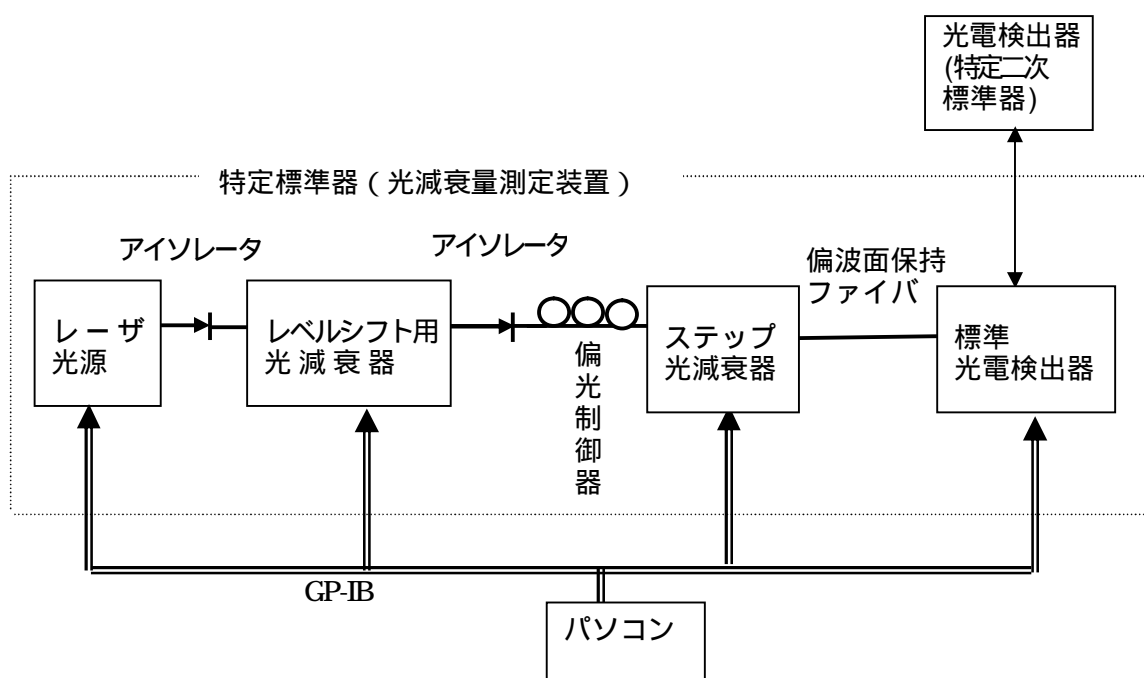 光電検出器
(特定二次
標準器)
特定標準器（光減衰量測定装置）
アイソレータ
アイソレータ
偏波面保持
ファイバ
レーザ
光源
レベルシフト用
光減衰器
偏光制御器
ステップ
光減衰器
標準
光電検出器
GP-IB
パソコン